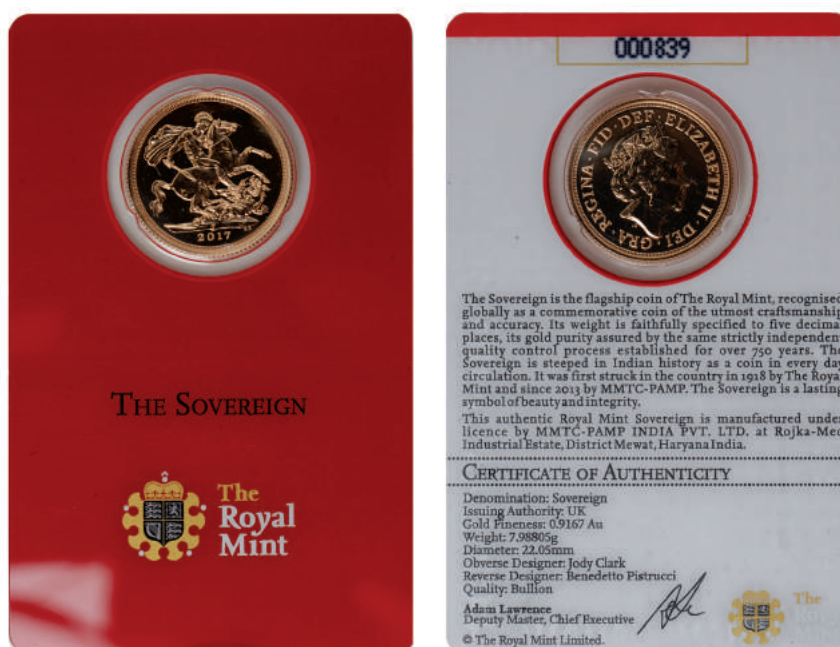 2017
THE SOVEREIGN
The
Royal
Mint
000839
ELIZABETH II · DEI · GRA · REGINA · FID · DEF ·
The Sovereign is the flagship coin of The Royal Mint, recognised
globally as a commemorative coin of the utmost craftsmanship
and accuracy. Its weight is faithfully specified to five decimal
places, its gold purity assured by the same strictly independent
quality control process established for over 750 years. The
Sovereign is steeped in Indian history as a coin in every day
circulation. It was first struck in the country in 1918 by The Royal
Mint and since 2013 by MMTC-PAMP. The Sovereign is a lasting
symbol of beauty and integrity.
This authentic Royal Mint Sovereign is manufactured under
licence by MMTC-PAMP INDIA PVT. LTD. at Rojka-Meo
Industrial Estate, District Mewat, Haryana India.
CERTIFICATE OF AUTHENTICITY
Denomination: Sovereign
Issuing Authority: UK
Gold Fineness: 0.9167 Au
Weight: 7.98805g
Diameter: 22.05mm
Obverse Designer: Jody Clark
Reverse Designer: Benedetto Pistrucci
Quality: Bullion
Adam Lawrence
Deputy Master, Chief Executive
© The Royal Mint Limited.
The